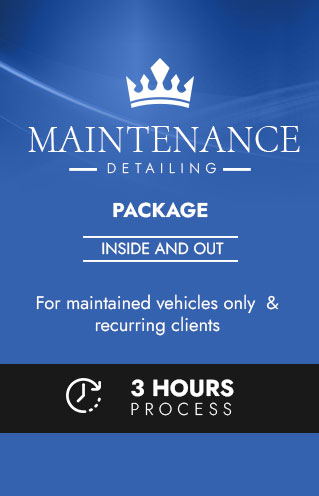 MAINTENANCE
DETAILING
PACKAGE
INSIDE AND OUT
For maintained vehicles only &
recurring clients
3 HOURS
PROCESS